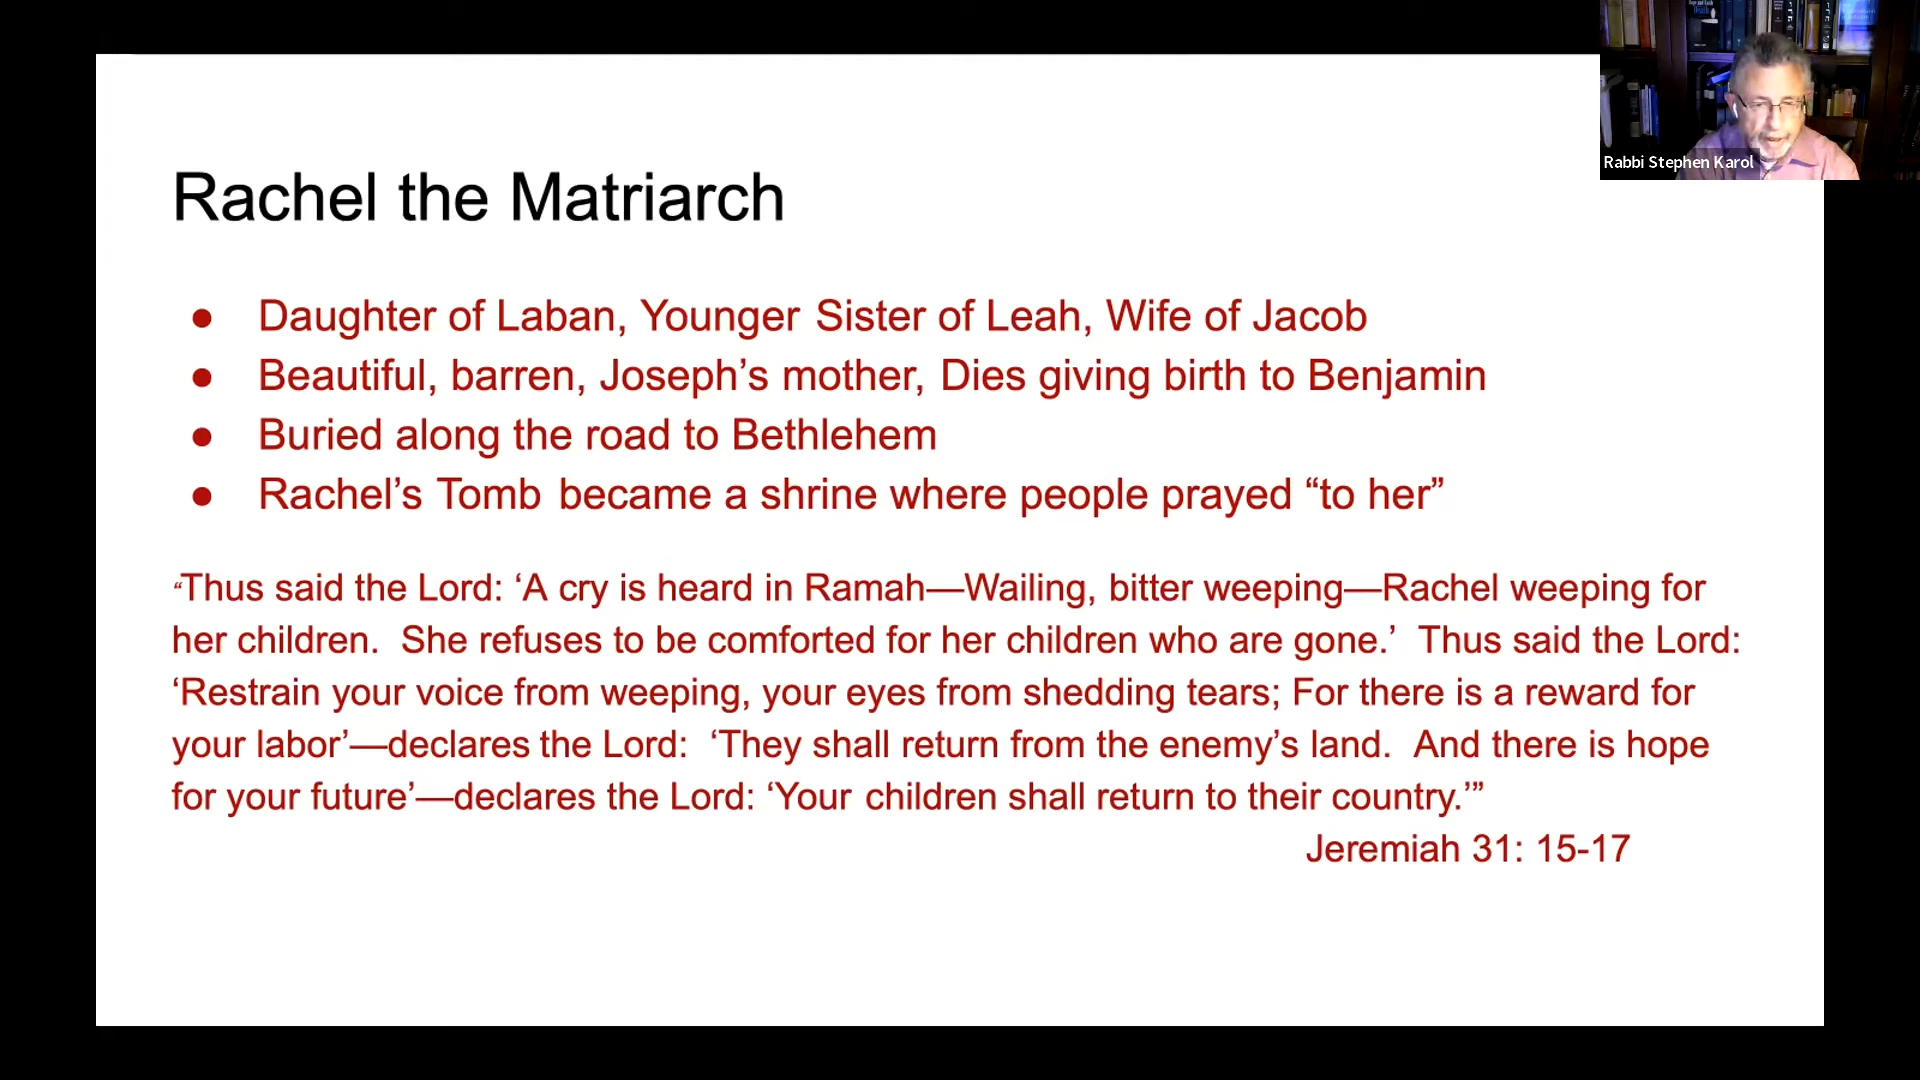 Rabbi Stephen Karol
Rachel the Matriarch
● Daughter of Laban, Younger Sister of Leah, Wife of Jacob
● Beautiful, barren, Joseph’s mother, Dies giving birth to Benjamin
● Buried along the road to Bethlehem
● Rachel’s Tomb became a shrine where people prayed “to her”
“Thus said the Lord: ‘A cry is heard in Ramah—Wailing, bitter weeping—Rachel weeping for
her children.  She refuses to be comforted for her children who are gone.’  Thus said the Lord:
‘Restrain your voice from weeping, your eyes from shedding tears; For there is a reward for
your labor’—declares the Lord:  ‘They shall return from the enemy’s land.  And there is hope
for your future’—declares the Lord: ‘Your children shall return to their country.’”
Jeremiah 31: 15-17